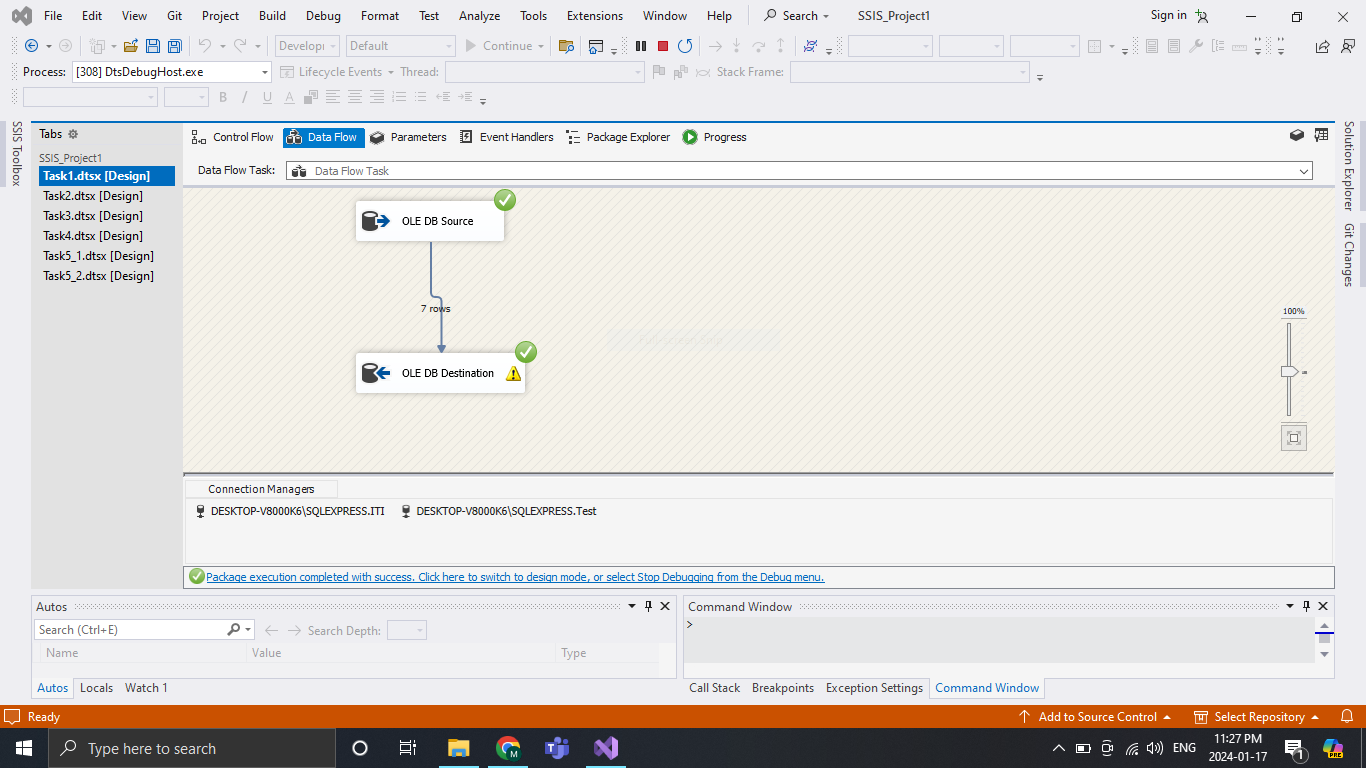 File Edit View Git Project Build Debug Format Test Analyze Tools Extensions Window Help Search SSIS_Project1 Sign in
Develop Default Continue
Process: [308] DtsDebugHost.exe Lifecycle Events Thread: Stack Frame:
B I U A
SSIS Toolbox
Tabs
SSIS_Project1
Task1.dtsx [Design]
Task2.dtsx [Design]
Task3.dtsx [Design]
Task4.dtsx [Design]
Task5_1.dtsx [Design]
Task5_2.dtsx [Design]
Control Flow Data Flow Parameters Event Handlers Package Explorer Progress
Data Flow Task: Data Flow Task
OLE DB Source
7 rows
OLE DB Destination
100%
Solution Explorer
Git Changes
Connection Managers
DESKTOP-V8000K6\SQLEXPRESS.ITI DESKTOP-V8000K6\SQLEXPRESS.Test
Package execution completed with success. Click here to switch to design mode, or select Stop Debugging from the Debug menu.
Autos
Search (Ctrl+E) Search Depth:
Name Value Type
Autos Locals Watch 1
Command Window
>
Call Stack Breakpoints Exception Settings Command Window
Ready Add to Source Control Select Repository
Type here to search
ENG
11:27 PM
2024-01-17
1
PRE